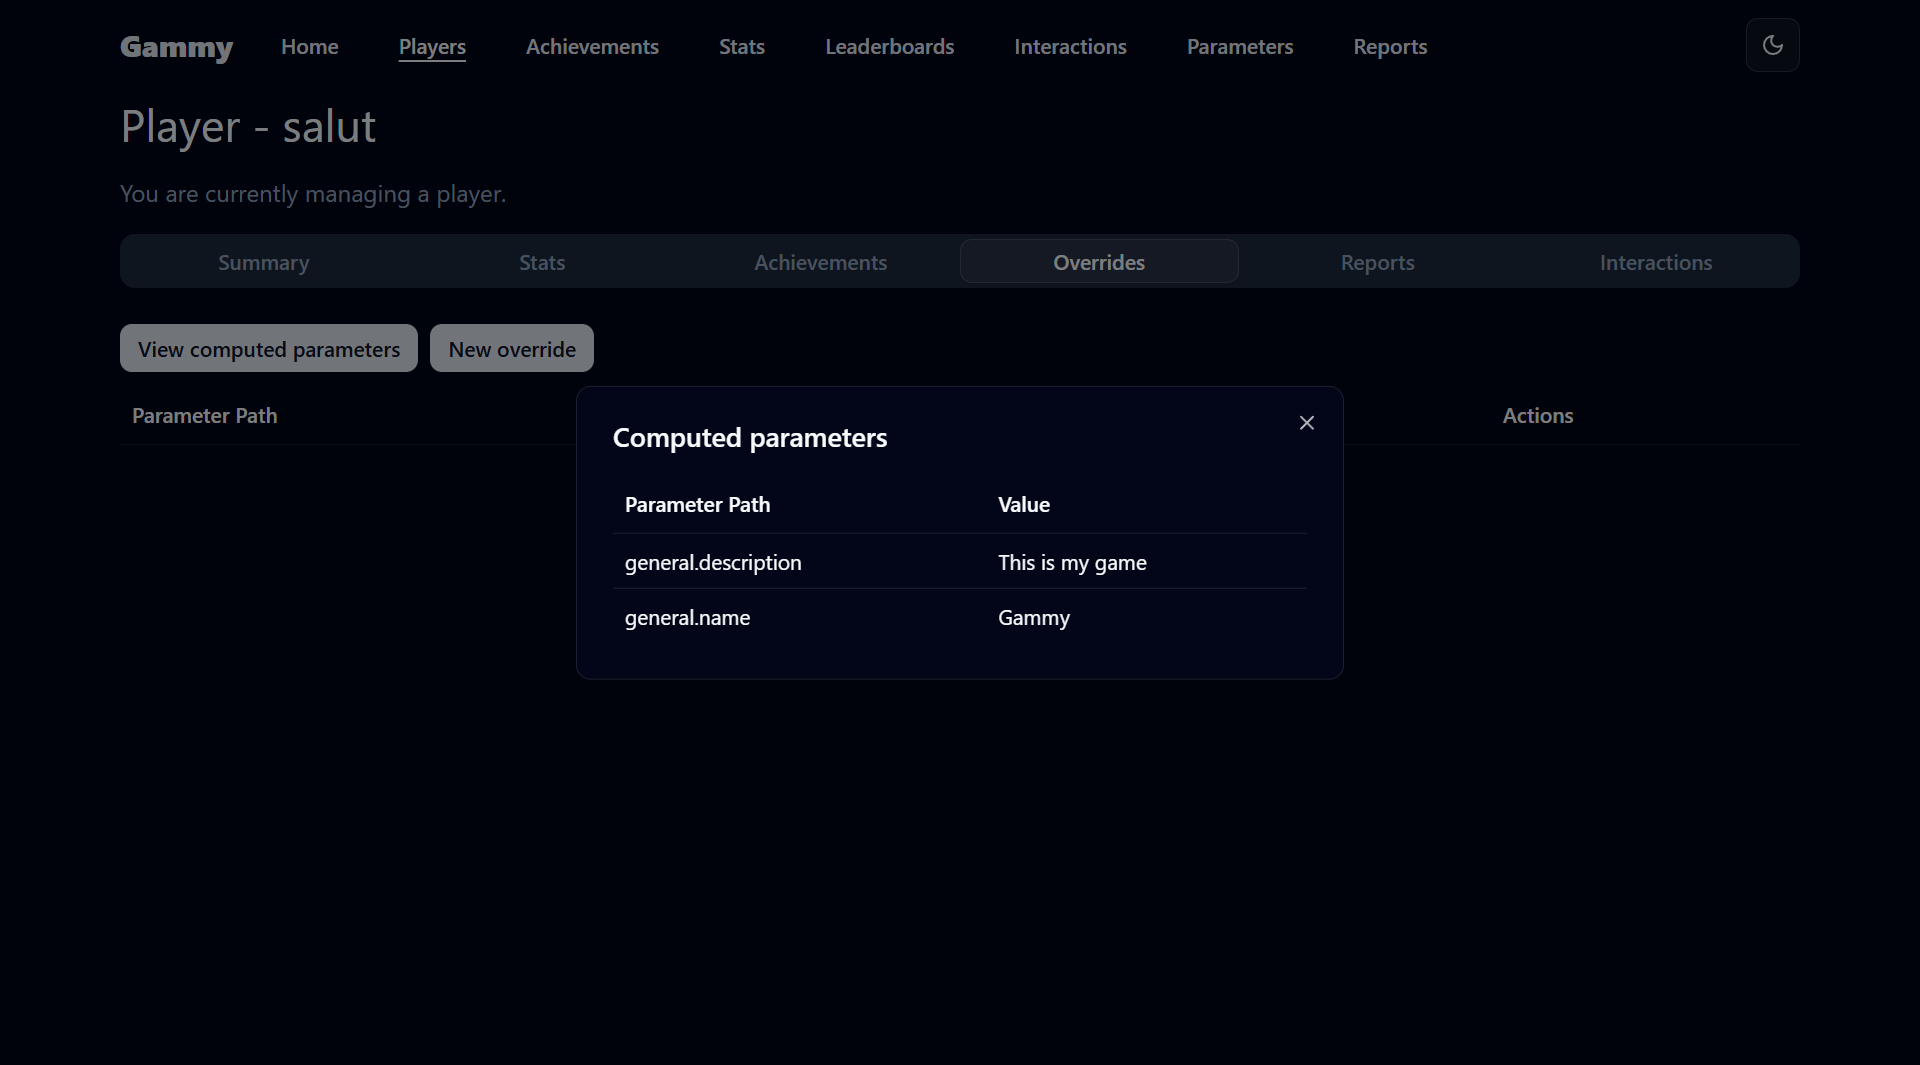 Gammy Home Players Achievements Stats Leaderboards Interactions Parameters Reports
Player - salut
You are currently managing a player.
Summary Stats Achievements Overrides Reports Interactions
View computed parameters New override
Parameter Path Actions
Computed parameters
Parameter Path Value
general.description This is my game
general.name Gammy